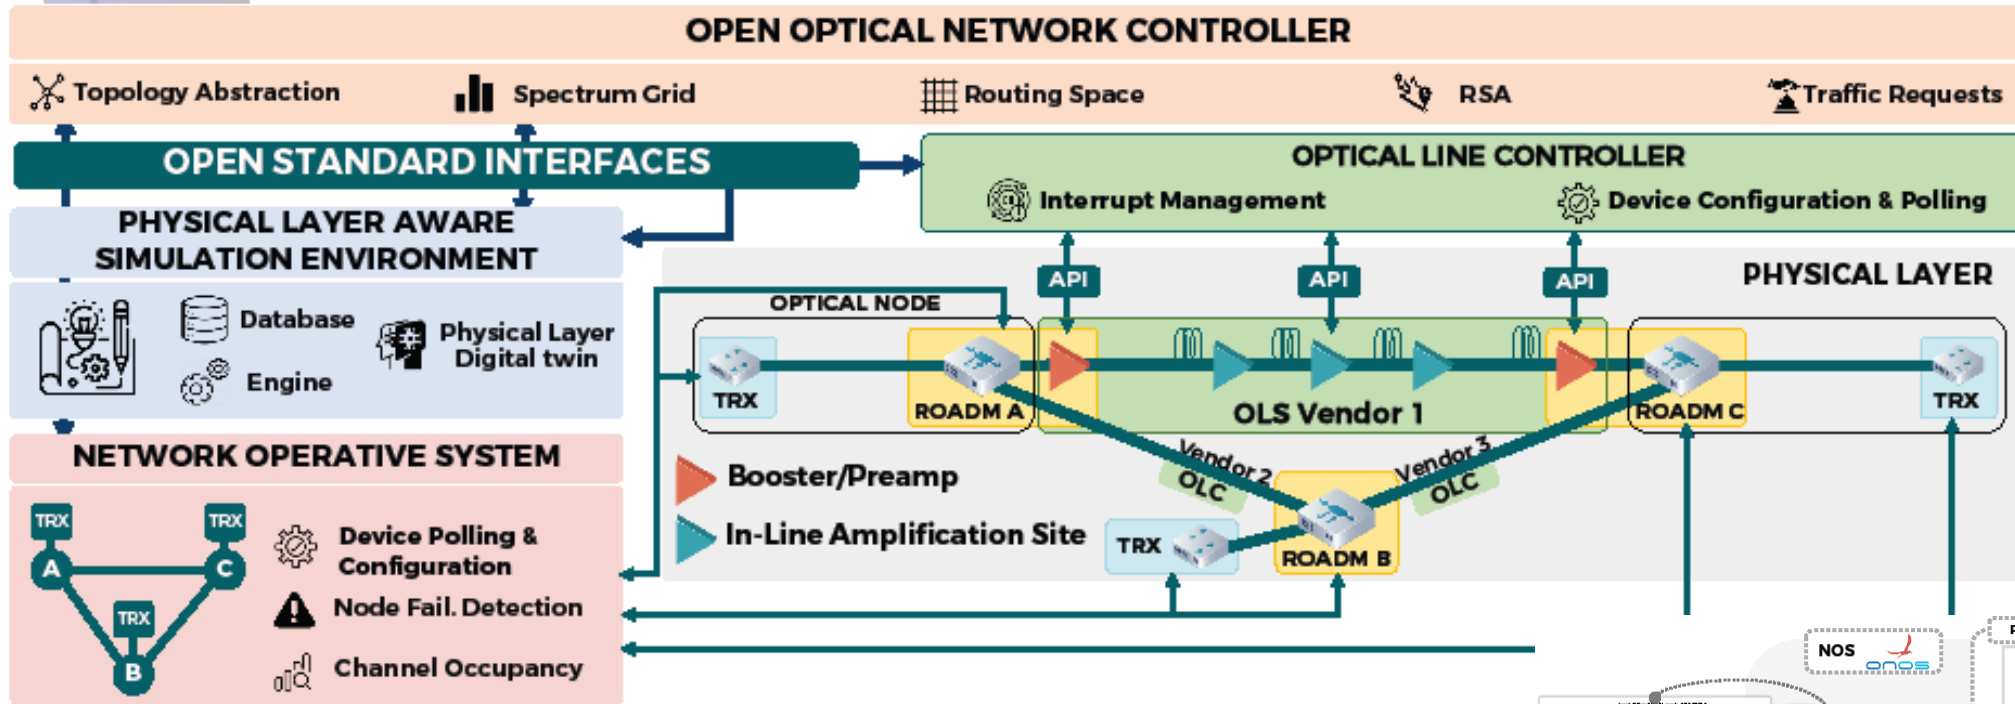 OPEN OPTICAL NETWORK CONTROLLER
Topology Abstraction
Spectrum Grid
Routing Space
RSA
Traffic Requests
OPEN STANDARD INTERFACES
OPTICAL LINE CONTROLLER
Interrupt Management
Device Configuration & Polling
PHYSICAL LAYER AWARE
SIMULATION ENVIRONMENT
Database
Engine
Physical Layer
Digital twin
API
API
API
PHYSICAL LAYER
OPTICAL NODE
TRX
ROADM A
OLS Vendor 1
ROADM C
TRX
Vendor 2
OLC
Vendor 3
OLC
Booster/Preamp
In-Line Amplification Site
TRX
ROADM B
NETWORK OPERATIVE SYSTEM
TRX
TRX
A
C
TRX
B
Device Polling &
Configuration
Node Fail. Detection
Channel Occupancy
NOS
onos